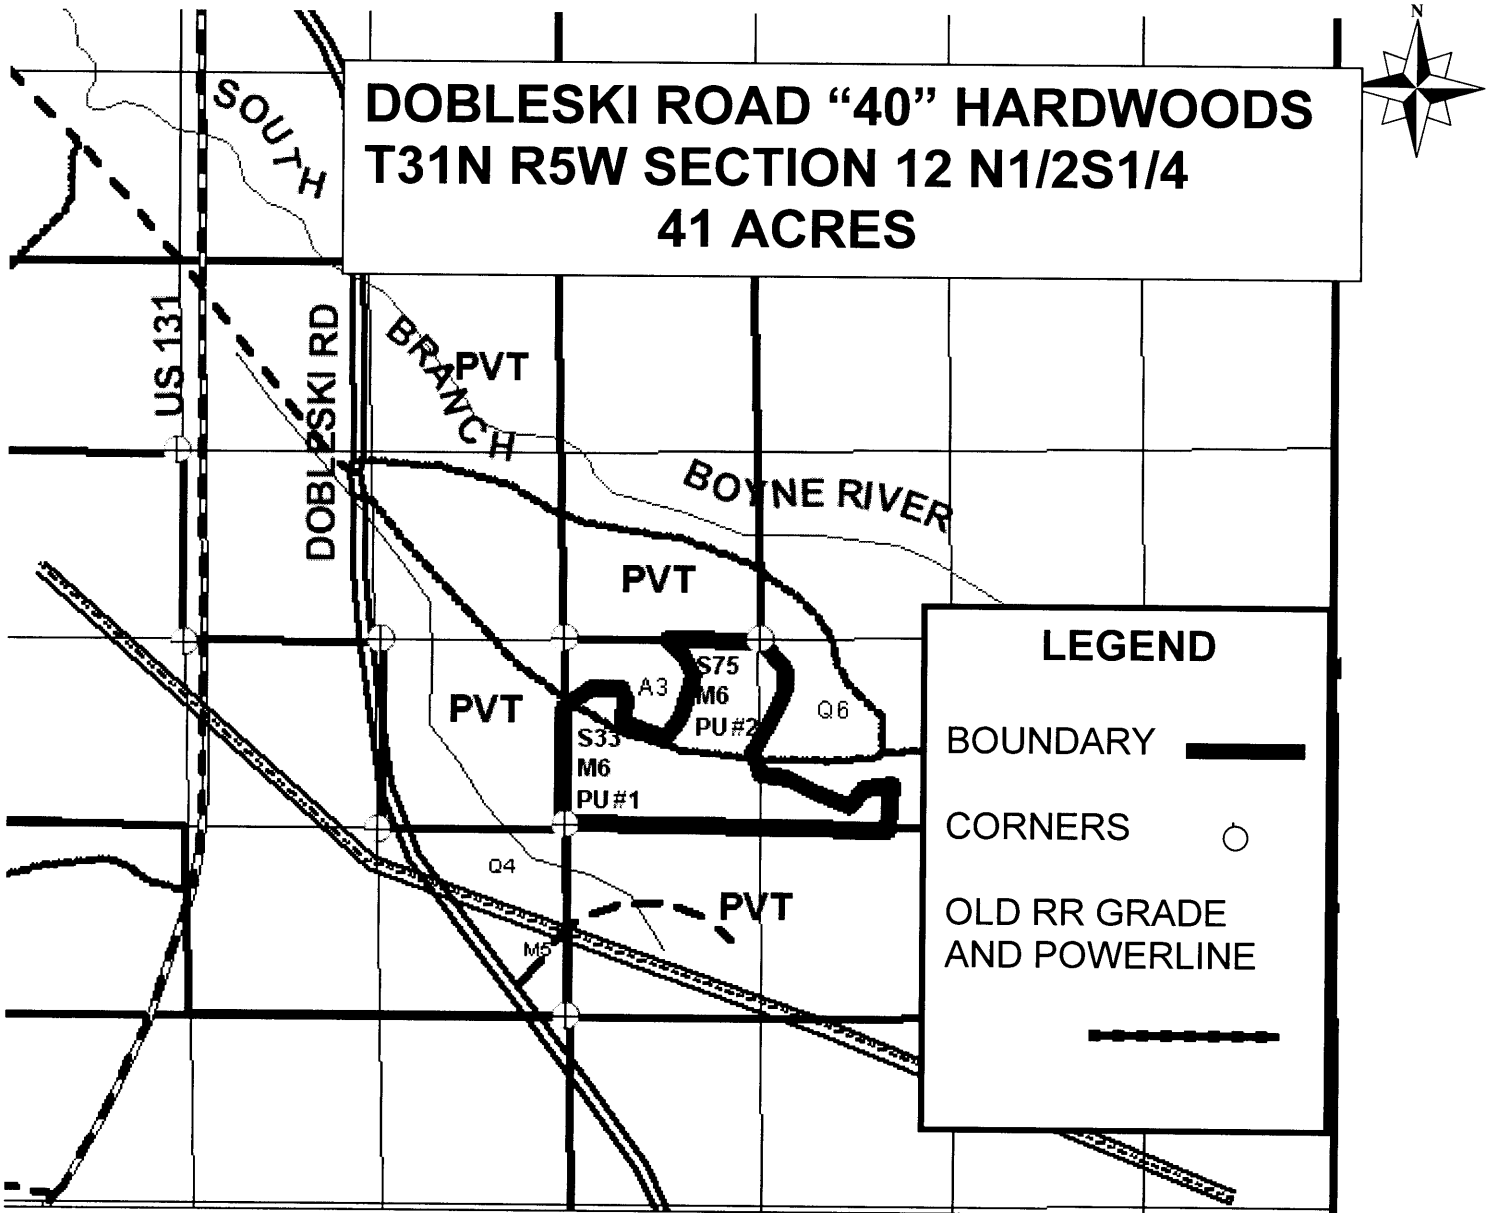 N
DOBLESKI ROAD “40” HARDWOODS
T31N R5W SECTION 12 N1/2S1/4
41 ACRES
SOUTH
BRANCH
BOYNE RIVER
US 131
DOBLESKI RD
PVT
PVT
PVT
A3
S75
M6
PU#2
Q6
S33
M6
PU#1
Q4
M5
PVT
LEGEND
BOUNDARY
CORNERS
OLD RR GRADE
AND POWERLINE